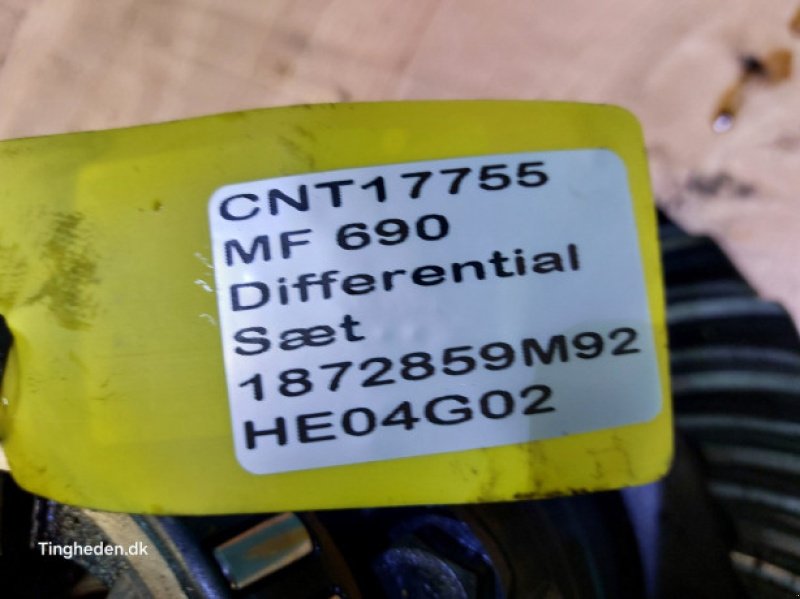 CNT17755
MF 690
Differential
Sæt
1872859M92
HE04G02
Tingheden.dk